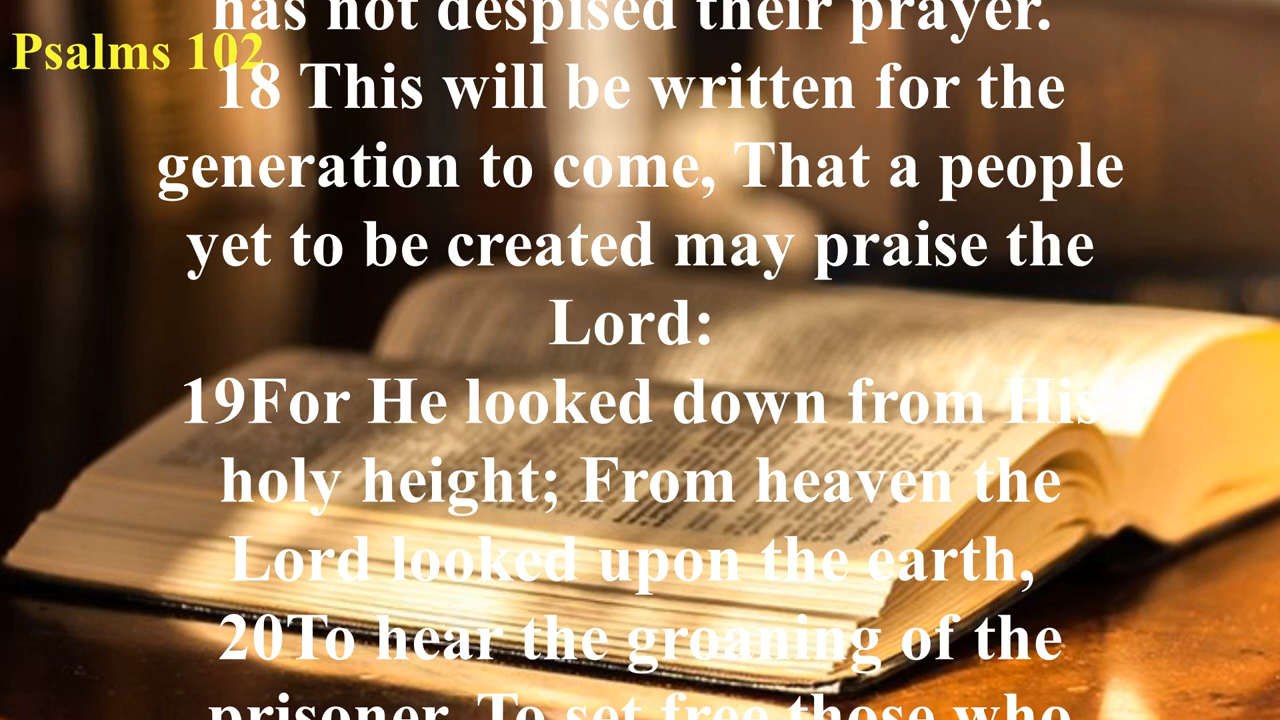 has not despised their prayer.
Psalms 102
18 This will be written for the
generation to come, That a people
yet to be created may praise the
Lord:
19For He looked down from His
holy height; From heaven the
Lord looked upon the earth,
20To hear the groaning of the
prisoner, To set free those who